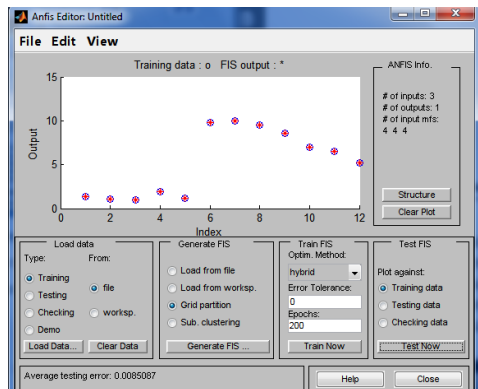 Anfis Editor: Untitled
File Edit View
Training data : o FIS output : *
15
10
5
0
Output
0 2 4 6 8 10 12
Index
ANFIS Info.
# of inputs: 3
# of outputs: 1
# of input mfs:
4 4 4
Structure
Clear Plot
Load data
Type: From:
Training
Testing
Checking
Demo
file
worksp.
Load Data...
Clear Data
Generate FIS
Load from file
Load from worksp.
Grid partition
Sub. clustering
Generate FIS ...
Train FIS
Optim. Method:
hybrid
Error Tolerance:
0
Epochs:
200
Train Now
Test FIS
Plot against:
Training data
Testing data
Checking data
Test Now
Average testing error: 0.0085087
Help
Close